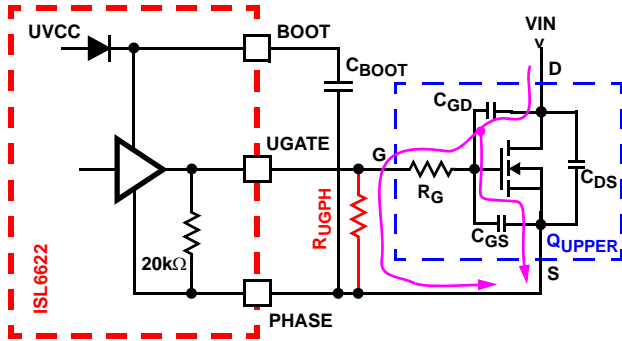 UVCC
BOOT
VIN
CBOOT
D
CGD
UGATE
G
RG
CDS
RUGPH
CGS
QUPPER
20kΩ
S
ISL6622
PHASE